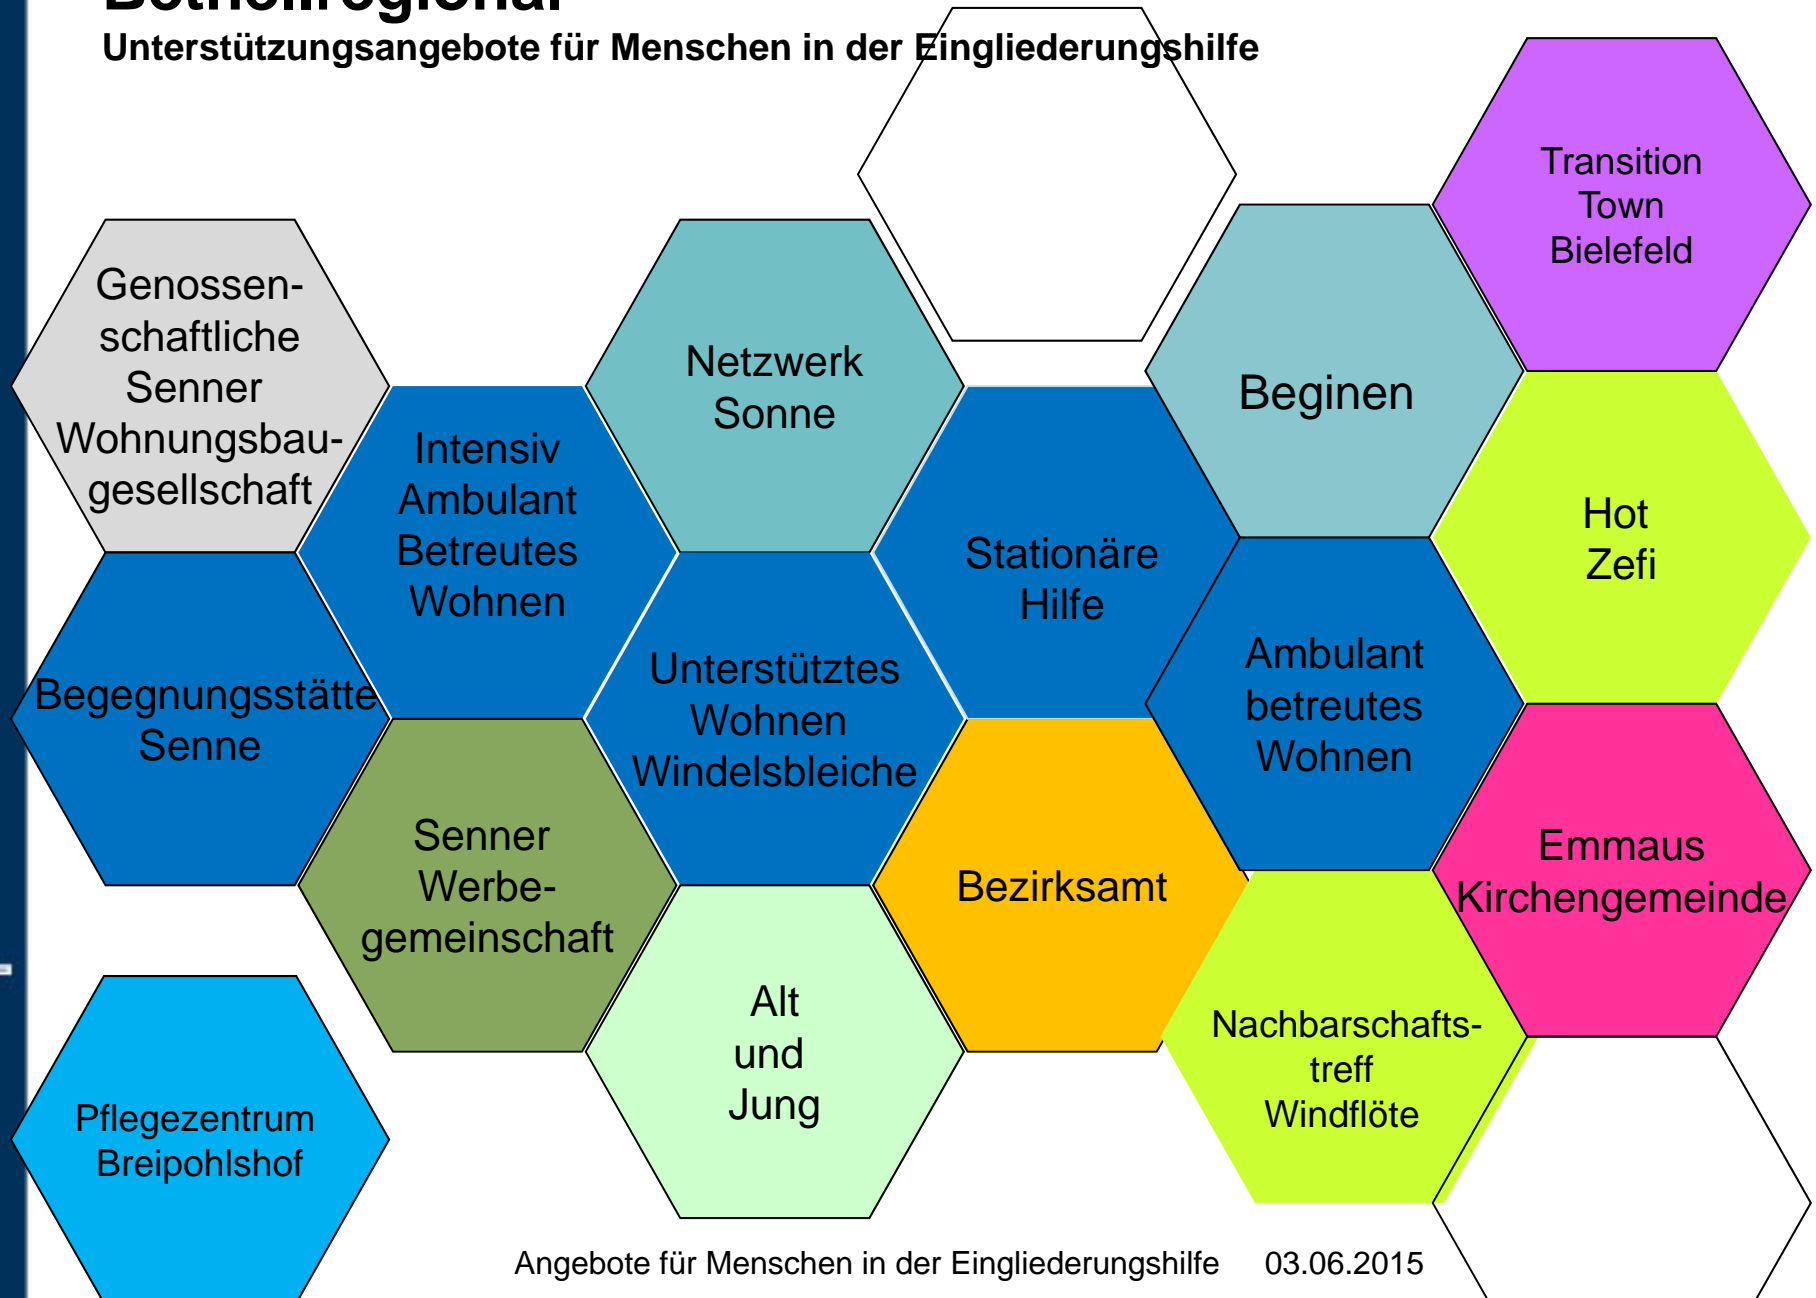 Unterstützungsangebote für Menschen in der Eingliederungshilfe
Transition
Town
Bielefeld
Genossen-
schaftliche
Senner
Wohnungsbau-
gesellschaft
Netzwerk
Sonne
Beginen
Intensiv
Ambulant
Betreutes
Wohnen
Stationäre
Hilfe
Hot
Zefi
Begegnungsstätte
Senne
Unterstütztes
Wohnen
Windelsbleiche
Ambulant
betreutes
Wohnen
Senner
Werbe-
gemeinschaft
Bezirksamt
Emmaus
Kirchengemeinde
Alt
und
Jung
Nachbarschafts-
treff
Windflöte
Pflegezentrum
Breipohlshof
Angebote für Menschen in der Eingliederungshilfe 03.06.2015